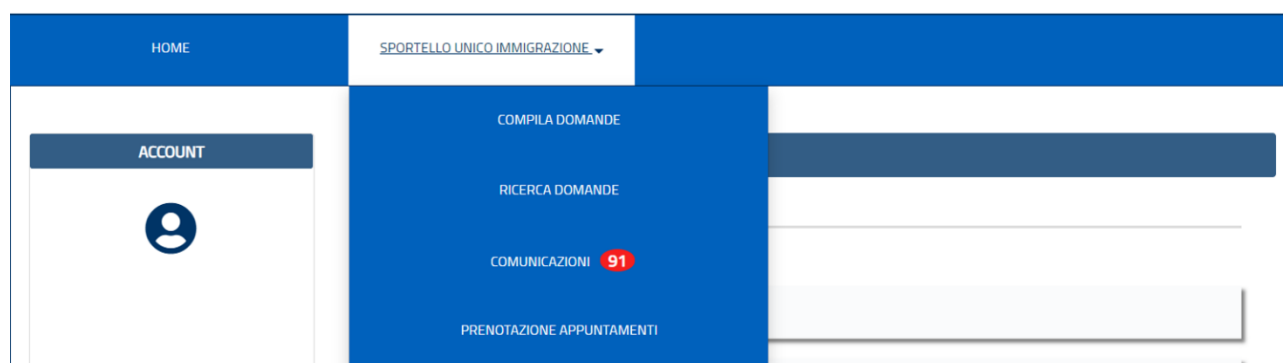 HOME
SPORTELLO UNICO IMMIGRAZIONE
ACCOUNT
COMPILA DOMANDE
RICERCA DOMANDE
COMUNICAZIONI 91
PRENOTAZIONE APPUNTAMENTI